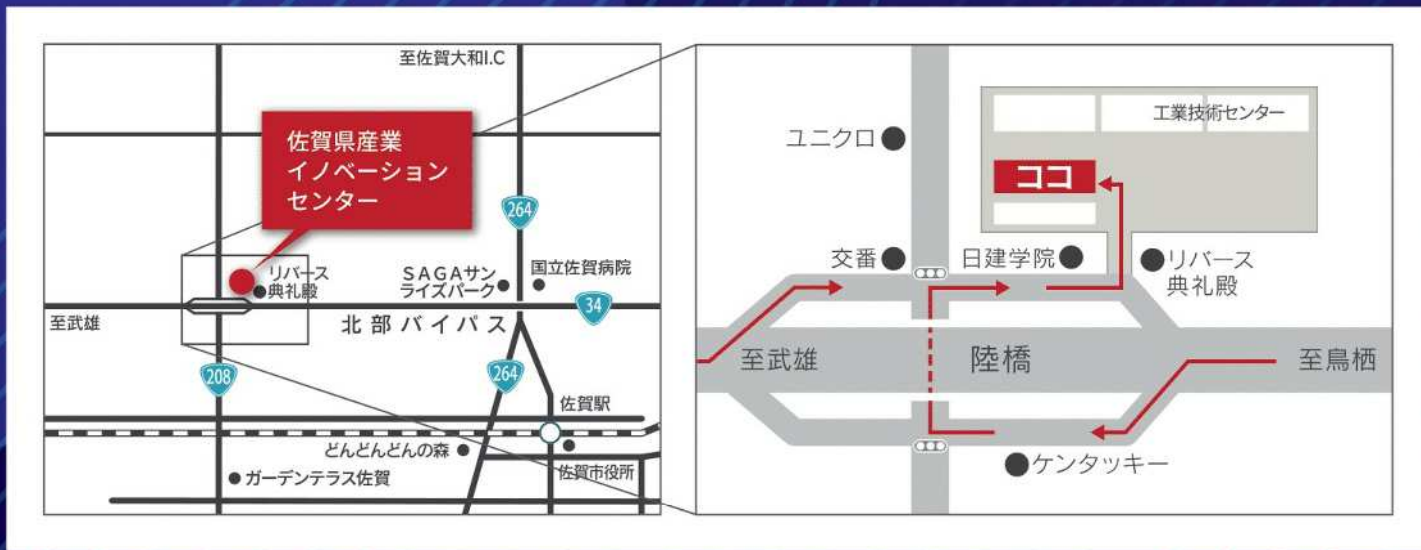 至佐賀大和I.C
佐賀県産業
イノベーション
センター
264
リバース
典礼殿
SAGAサン
ライズパーク
国立佐賀病院
34
至武雄
北部バイパス
208
264
佐賀駅
どんどんどんの森
佐賀市役所
ガーデンテラス佐賀
工業技術センター
ユニクロ
ココ
交番
日建学院
リバース
典礼殿
至武雄
陸橋
至鳥栖
ケンタッキー